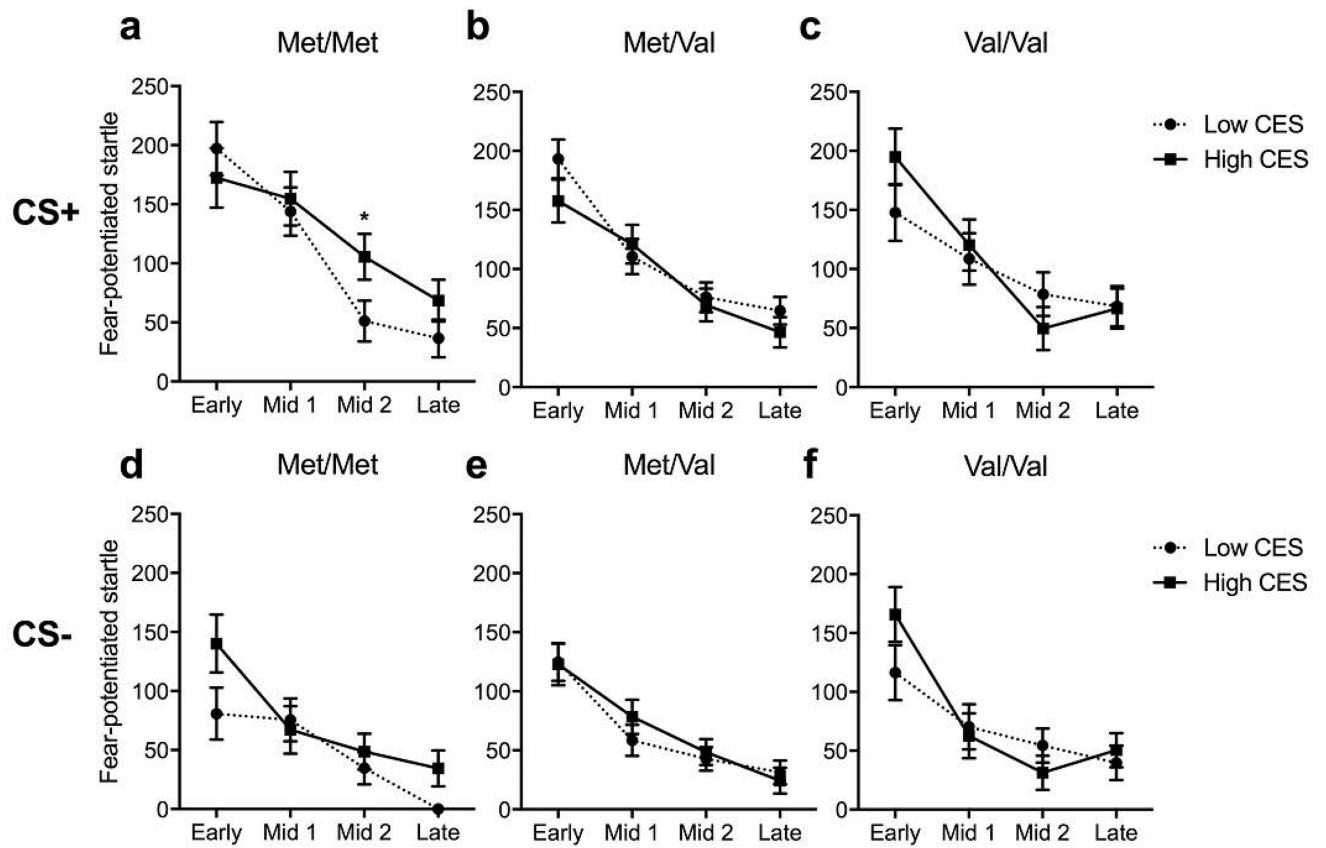 a Met/Met b Met/Val c Val/Val
CS+
Fear-potentiated startle
250
200
150
100
50
0
*
Early Mid 1 Mid 2 Late
250
200
150
100
50
0
Early Mid 1 Mid 2 Late
250
200
150
100
50
0
Early Mid 1 Mid 2 Late
Low CES
High CES
d Met/Met e Met/Val f Val/Val
CS-
Fear-potentiated startle
250
200
150
100
50
0
Early Mid 1 Mid 2 Late
250
200
150
100
50
0
Early Mid 1 Mid 2 Late
250
200
150
100
50
0
Early Mid 1 Mid 2 Late
Low CES
High CES